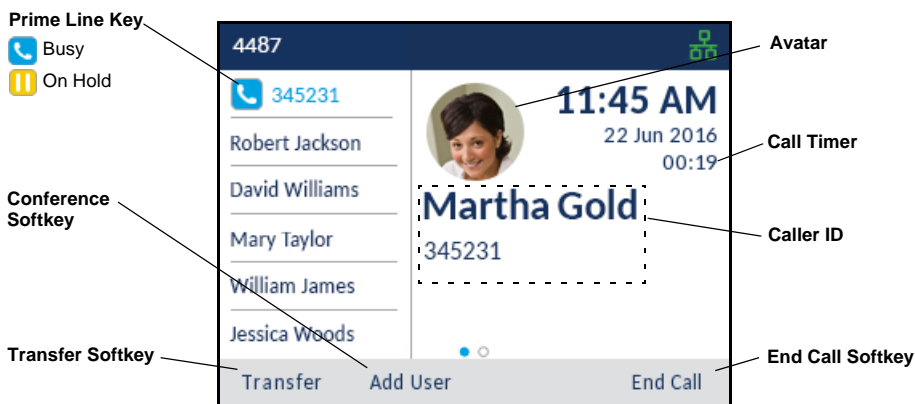 Prime Line Key
Busy
On Hold
Conference
Softkey
Transfer Softkey
4487
345231
Robert Jackson
David Williams
Mary Taylor
William James
Jessica Woods
11:45 AM
22 Jun 2016
00:19
Martha Gold
345231
Transfer
Add User
End Call
Avatar
Call Timer
Caller ID
End Call Softkey